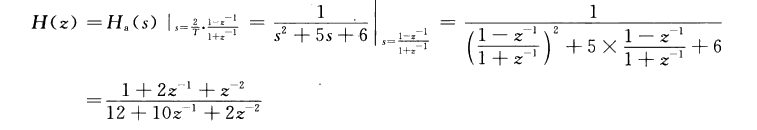 H(z) = H_a(s) |_{s=\frac{2}{T}\cdot\frac{1-z^{-1}}{1+z^{-1}}} = \frac{1}{s^2+5s+6} |_{s=\frac{1-z^{-1}}{1+z^{-1}}} = \frac{1}{\left(\frac{1-z^{-1}}{1+z^{-1}}\right)^2 + 5 × \frac{1-z^{-1}}{1+z^{-1}} + 6}
= \frac{1+2z^{-1}+z^{-2}}{12+10z^{-1}+2z^{-2}}